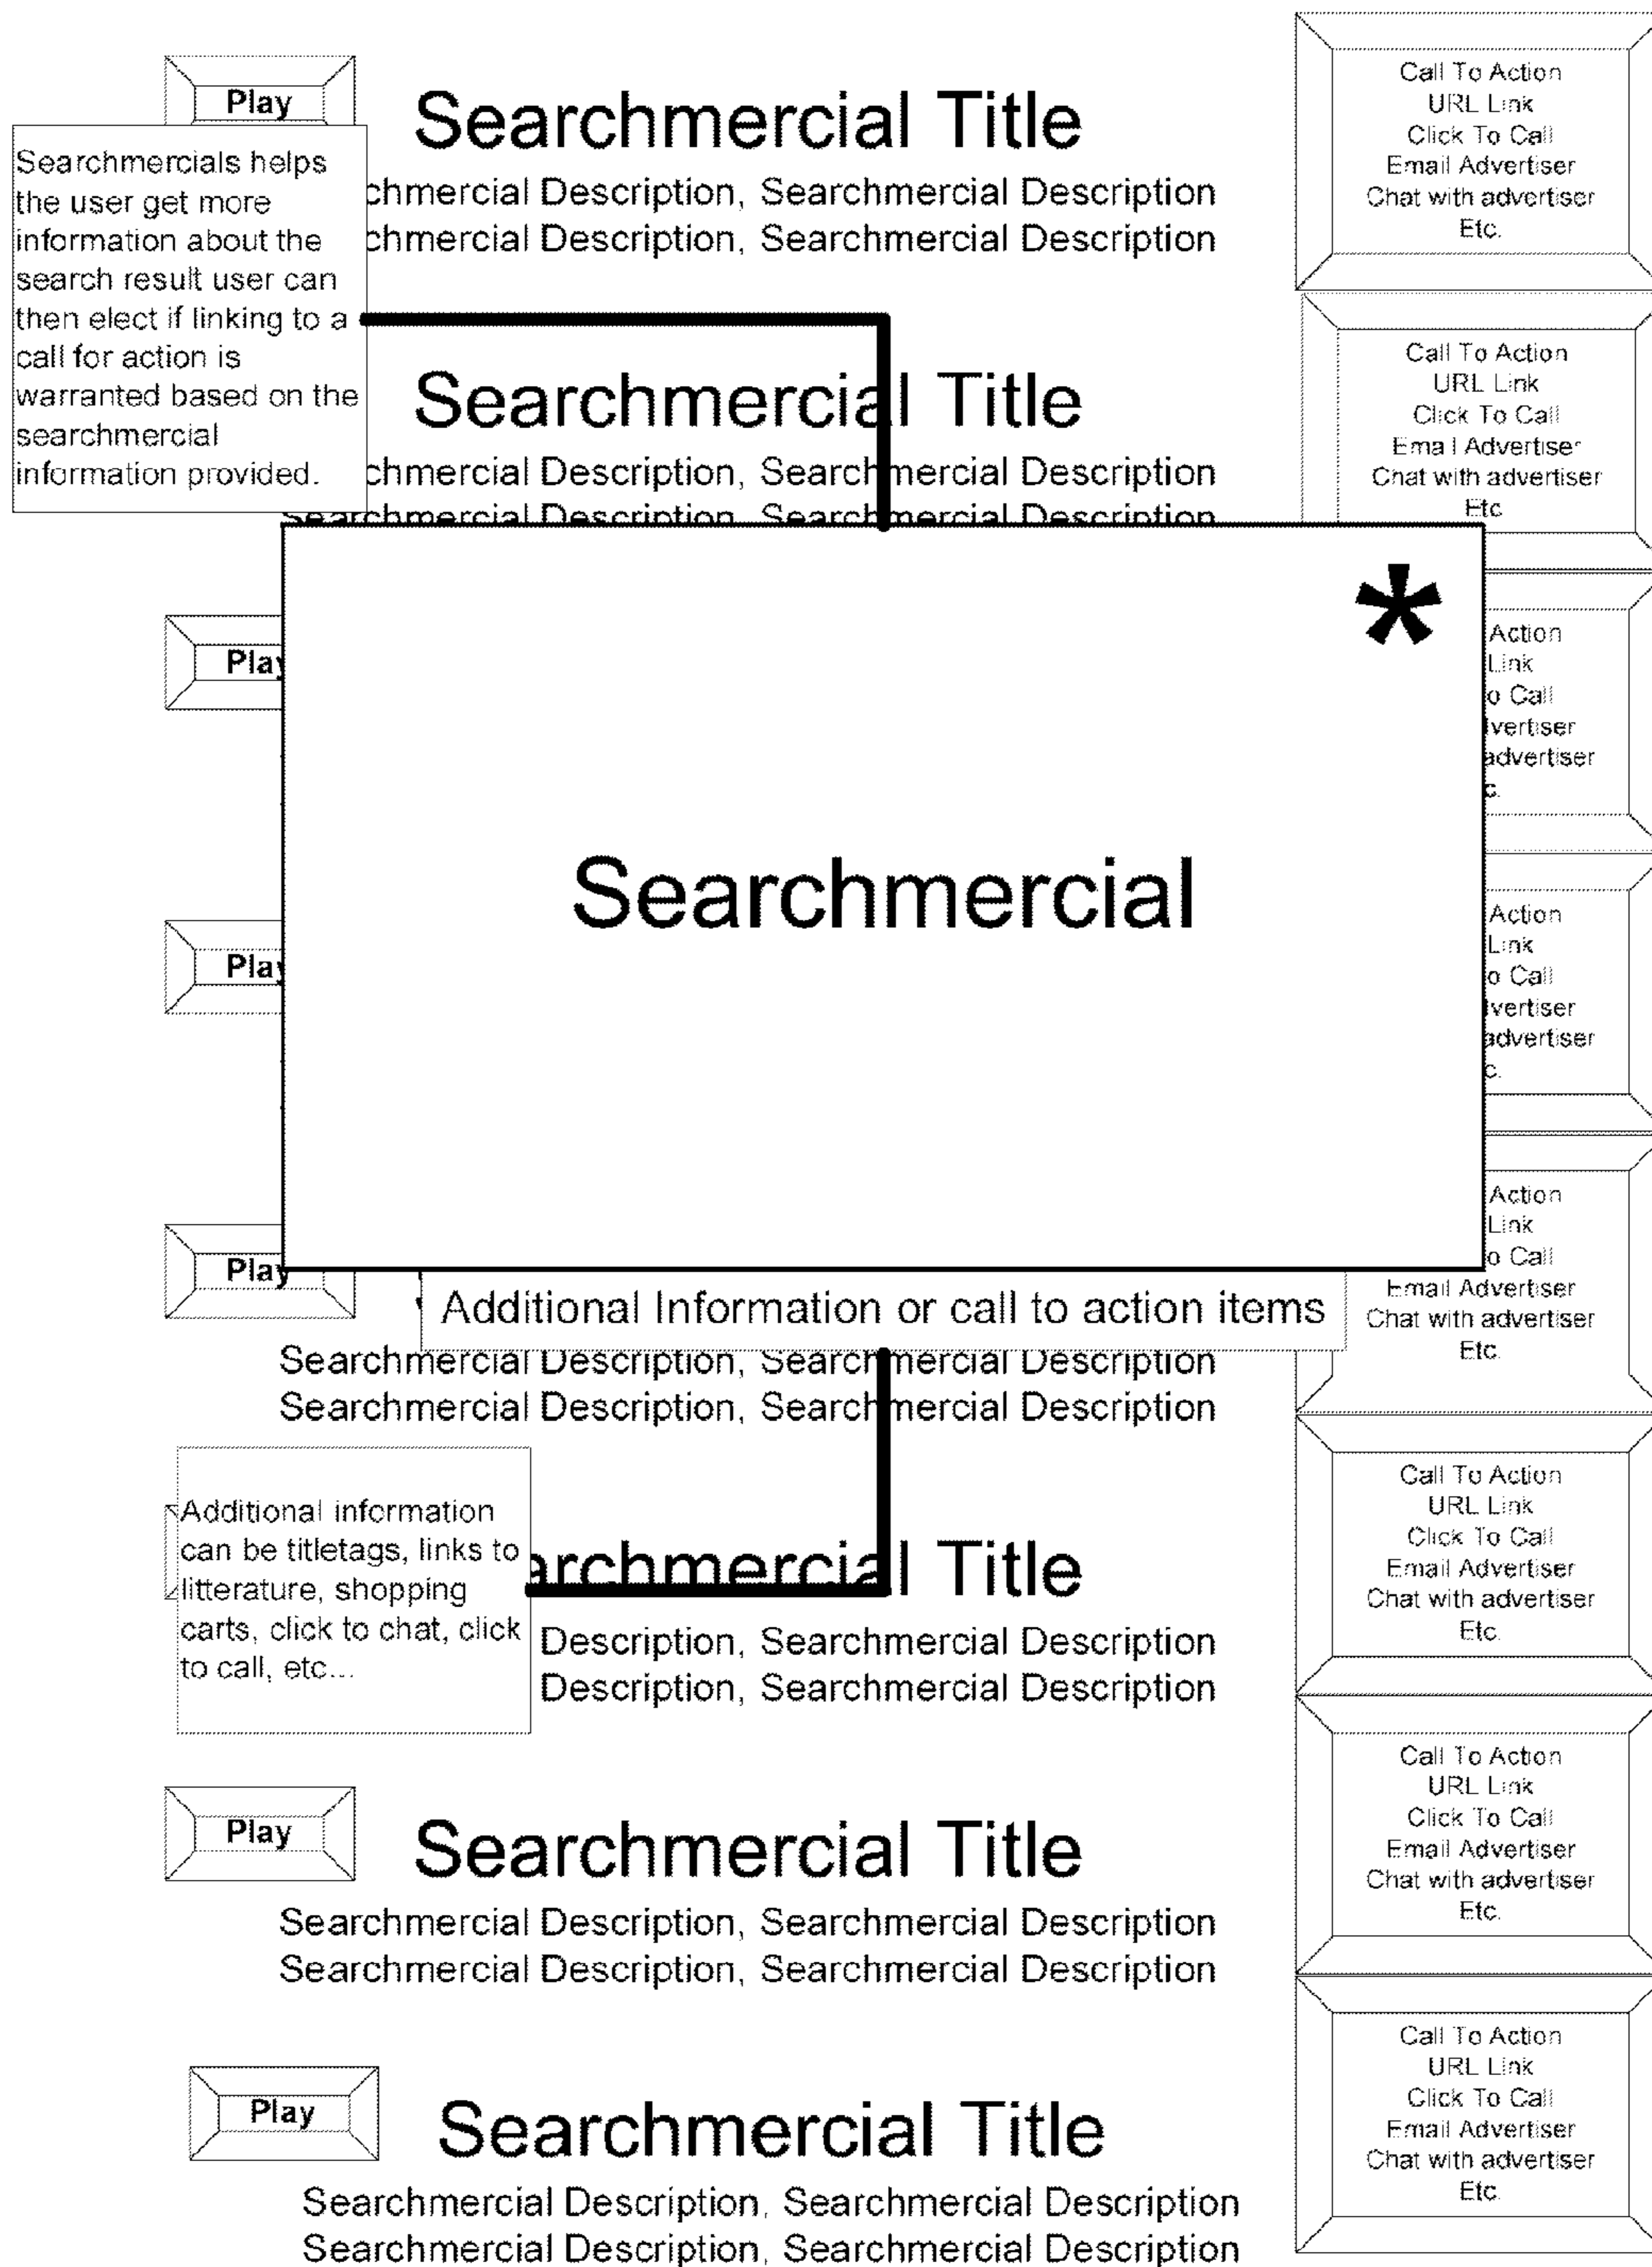 Play
Searchmercial Title
chmercial Description, Searchmercial Description
chmercial Description, Searchmercial Description
Call To Action
URL Link
Click To Call
Email Advertiser
Chat with advertiser
Etc.
Searchmercials helps
the user get more
information about the
search result user can
then elect if linking to a
call for action is
warranted based on the
searchmercial
information provided.
Searchmercial Title
chmercial Description, Searchmercial Description
Searchmercial Description, Searchmercial Description
Call To Action
URL Link
Click To Call
Email Advertiser
Chat with advertiser
Etc
*
Searchmercial
Play
Action
Link
o Call
vertiser
advertiser
c.
Play
Action
Link
o Call
vertiser
advertiser
c.
Play
Action
Link
o Call
Email Advertiser
Chat with advertiser
Etc.
Additional Information or call to action items
Searchmercial Description, Searchmercial Description
Searchmercial Description, Searchmercial Description
Additional information
can be titletags, links to
litterature, shopping
carts, click to chat, click
to call, etc...
archmercial Title
Description, Searchmercial Description
Description, Searchmercial Description
Call To Action
URL Link
Click To Call
Email Advertiser
Chat with advertiser
Etc.
Play
Searchmercial Title
Searchmercial Description, Searchmercial Description
Searchmercial Description, Searchmercial Description
Call To Action
URL Link
Click To Call
Email Advertiser
Chat with advertiser
Etc.
Play
Searchmercial Title
Searchmercial Description, Searchmercial Description
Searchmercial Description, Searchmercial Description
Call To Action
URL Link
Click To Call
Email Advertiser
Chat with advertiser
Etc.